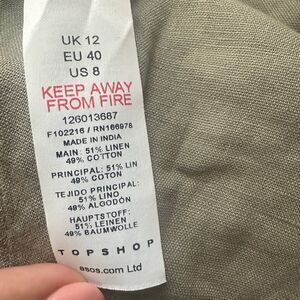 UK 12
EU 40
US 8
KEEP AWAY
FROM FIRE
126013687
F102216 / RN166978
MADE IN INDIA
MAIN: 51% LINEN
49% COTTON
PRINCIPAL: 51% LIN
49% COTON
TEJIDO PRINCIPAL:
51% LINO
49% ALGODÓN
HAUPTSTOFF:
51% LEINEN
49% BAUMWOLLE
TOPSHOP
asos.com Ltd